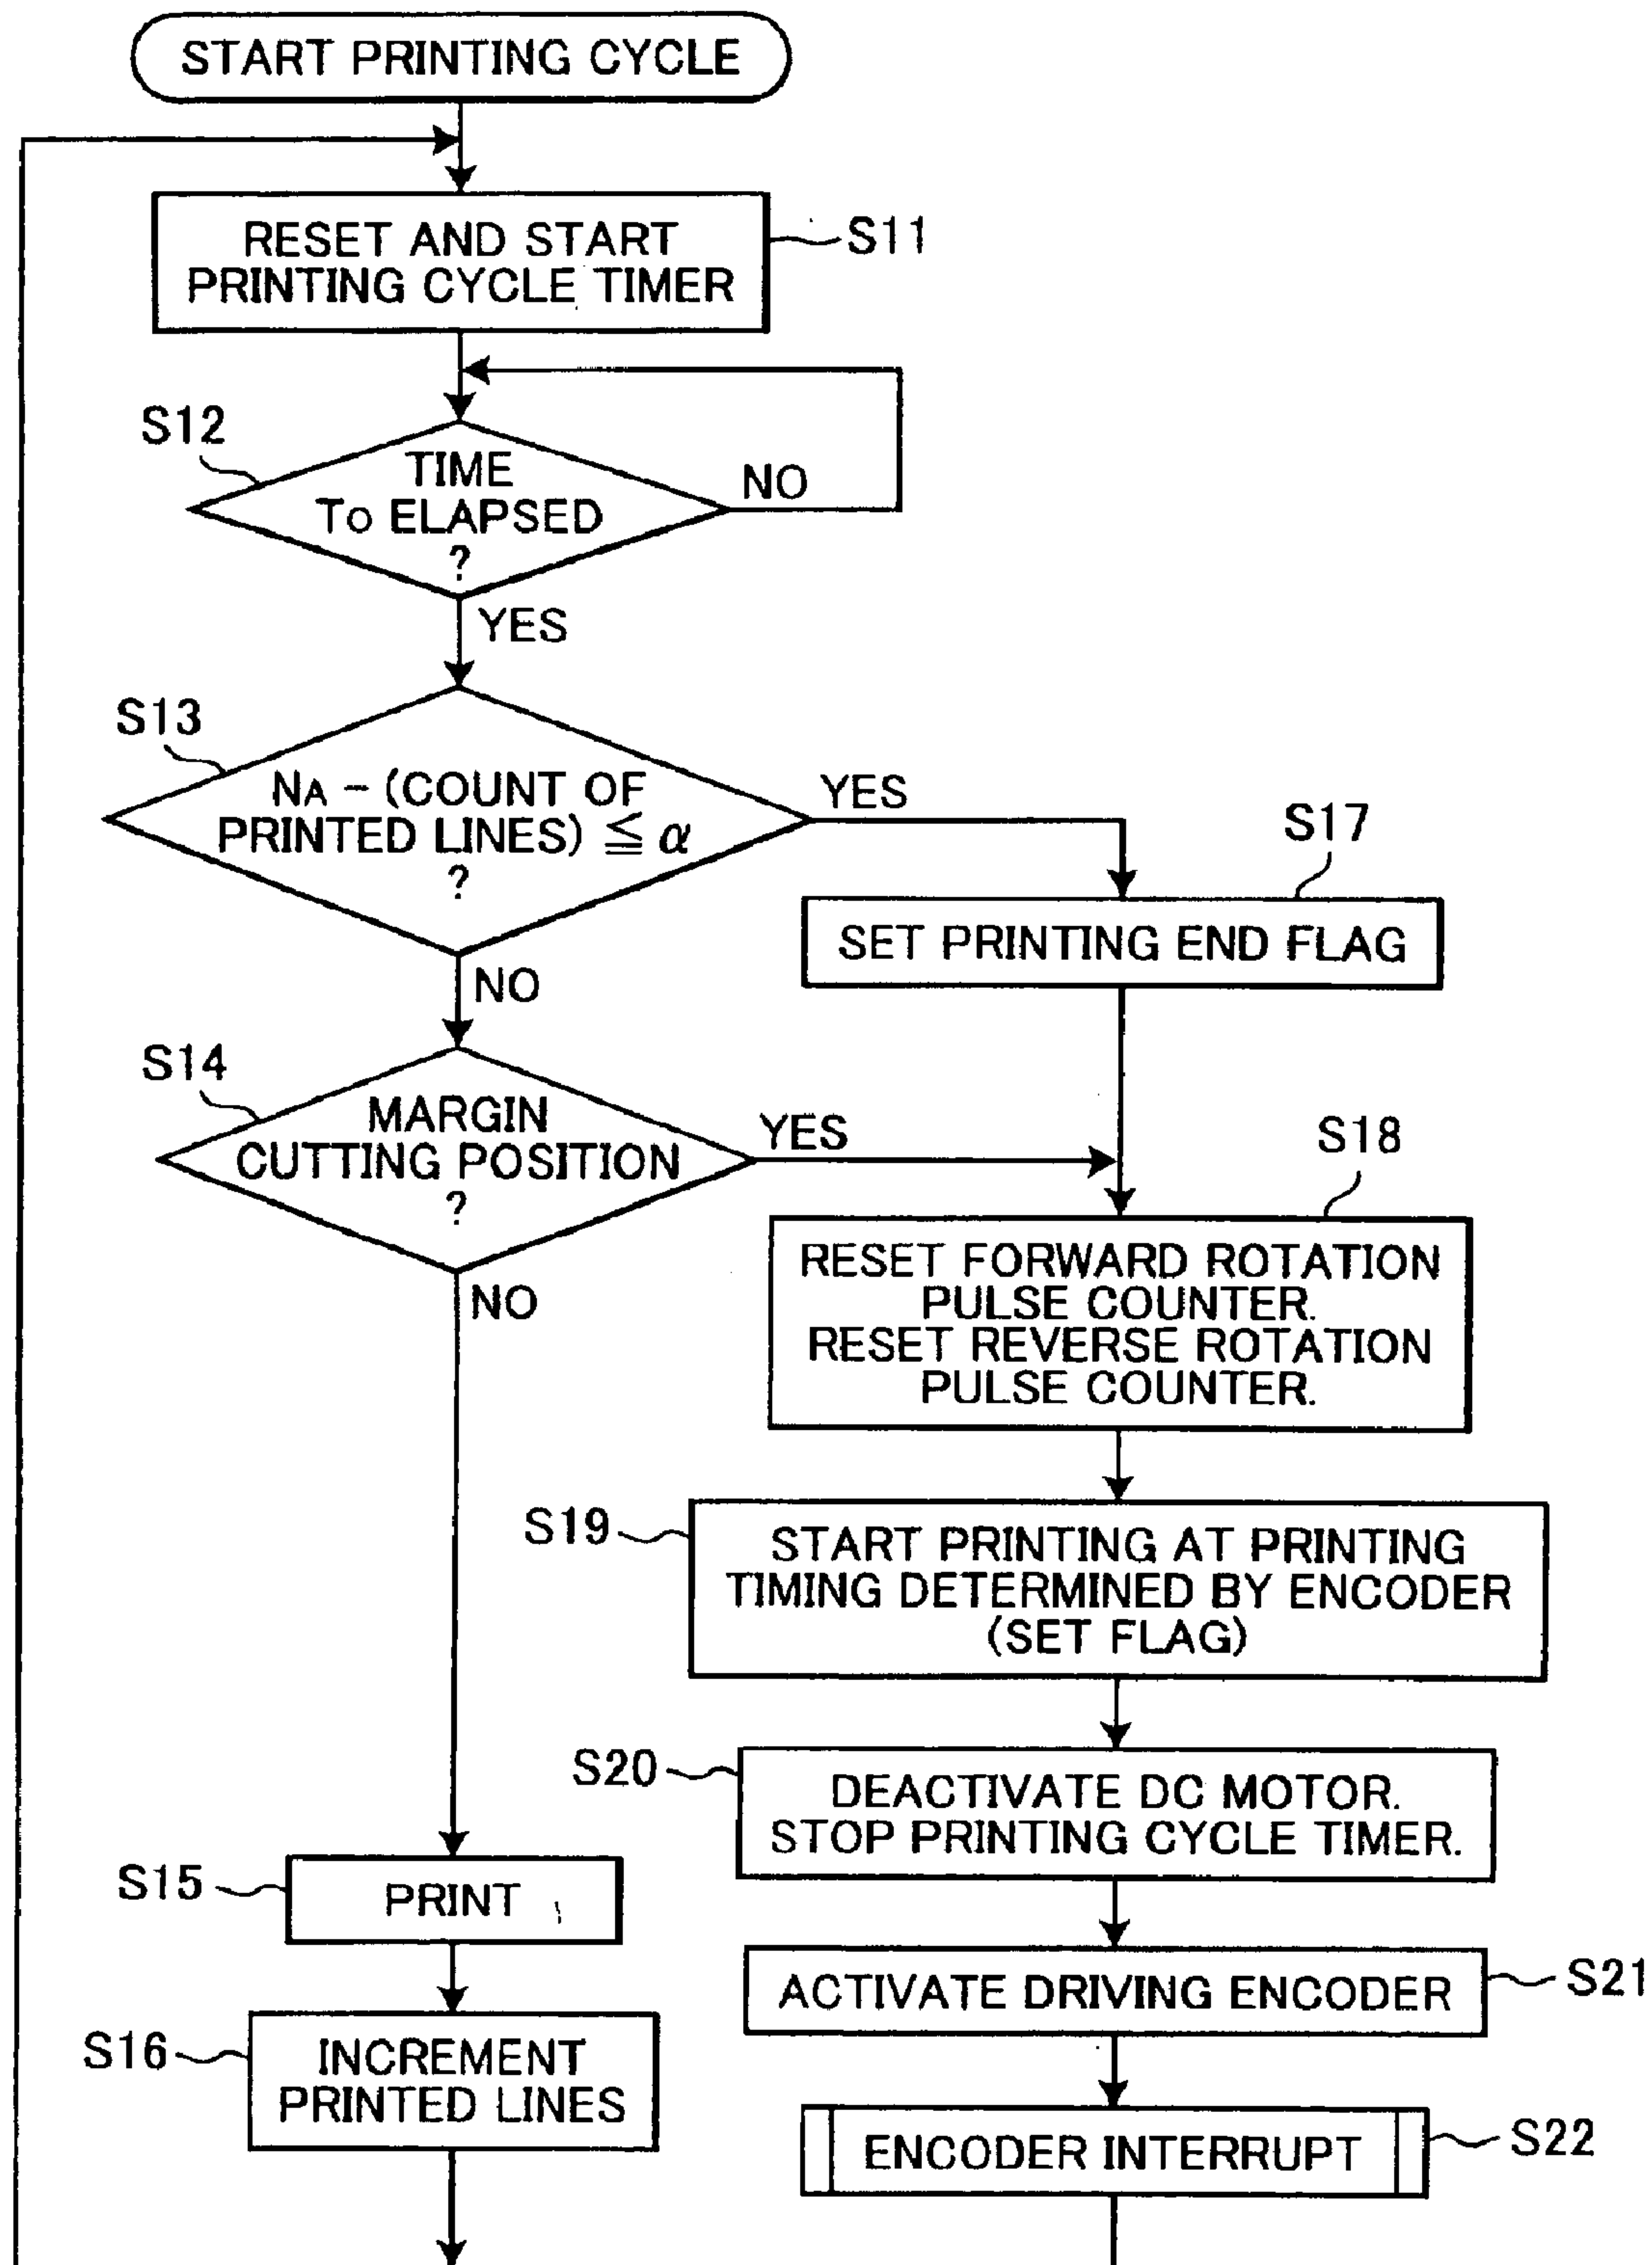 START PRINTING CYCLE
RESET AND START
PRINTING CYCLE TIMER
S11
S12
TIME
To ELAPSED
?
NO
YES
S13
NA - (COUNT OF
PRINTED LINES) ≦ α
?
YES
NO
S17
SET PRINTING END FLAG
S14
MARGIN
CUTTING POSITION
?
YES
NO
S18
RESET FORWARD ROTATION
PULSE COUNTER.
RESET REVERSE ROTATION
PULSE COUNTER.
S19
START PRINTING AT PRINTING
TIMING DETERMINED BY ENCODER
(SET FLAG)
S20
DEACTIVATE DC MOTOR.
STOP PRINTING CYCLE TIMER.
S15
PRINT
ACTIVATE DRIVING ENCODER
S21
S16
INCREMENT
PRINTED LINES
ENCODER INTERRUPT
S22